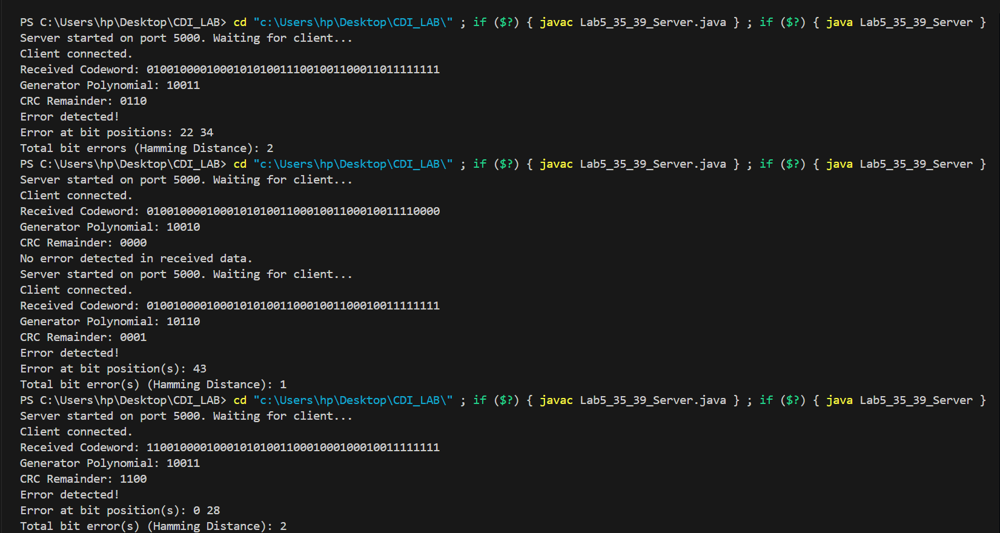 PS C:\Users\hp\Desktop\CDI_LAB> cd "c:\Users\hp\Desktop\CDI_LAB\" ; if ($?) { javac Lab5_35_39_Server.java } ; if ($?) { java Lab5_35_39_Server }
Server started on port 5000. Waiting for client...
Client connected.
Received Codeword: 01001000010001010100111001001100011011111111
Generator Polynomial: 10011
CRC Remainder: 0110
Error detected!
Error at bit positions: 22 34
Total bit errors (Hamming Distance): 2
PS C:\Users\hp\Desktop\CDI_LAB> cd "c:\Users\hp\Desktop\CDI_LAB\" ; if ($?) { javac Lab5_35_39_Server.java } ; if ($?) { java Lab5_35_39_Server }
Server started on port 5000. Waiting for client...
Client connected.
Received Codeword: 01001000010001010100110001001100010011110000
Generator Polynomial: 10010
CRC Remainder: 0000
No error detected in received data.
Server started on port 5000. Waiting for client...
Client connected.
Received Codeword: 01001000010001010100110001001100010011111111
Generator Polynomial: 10110
CRC Remainder: 0001
Error detected!
Error at bit position(s): 43
Total bit error(s) (Hamming Distance): 1
PS C:\Users\hp\Desktop\CDI_LAB> cd "c:\Users\hp\Desktop\CDI_LAB\" ; if ($?) { javac Lab5_35_39_Server.java } ; if ($?) { java Lab5_35_39_Server }
Server started on port 5000. Waiting for client...
Client connected.
Received Codeword: 11001000010001010100110001000100010011111111
Generator Polynomial: 10011
CRC Remainder: 1100
Error detected!
Error at bit position(s): 0 28
Total bit error(s) (Hamming Distance): 2